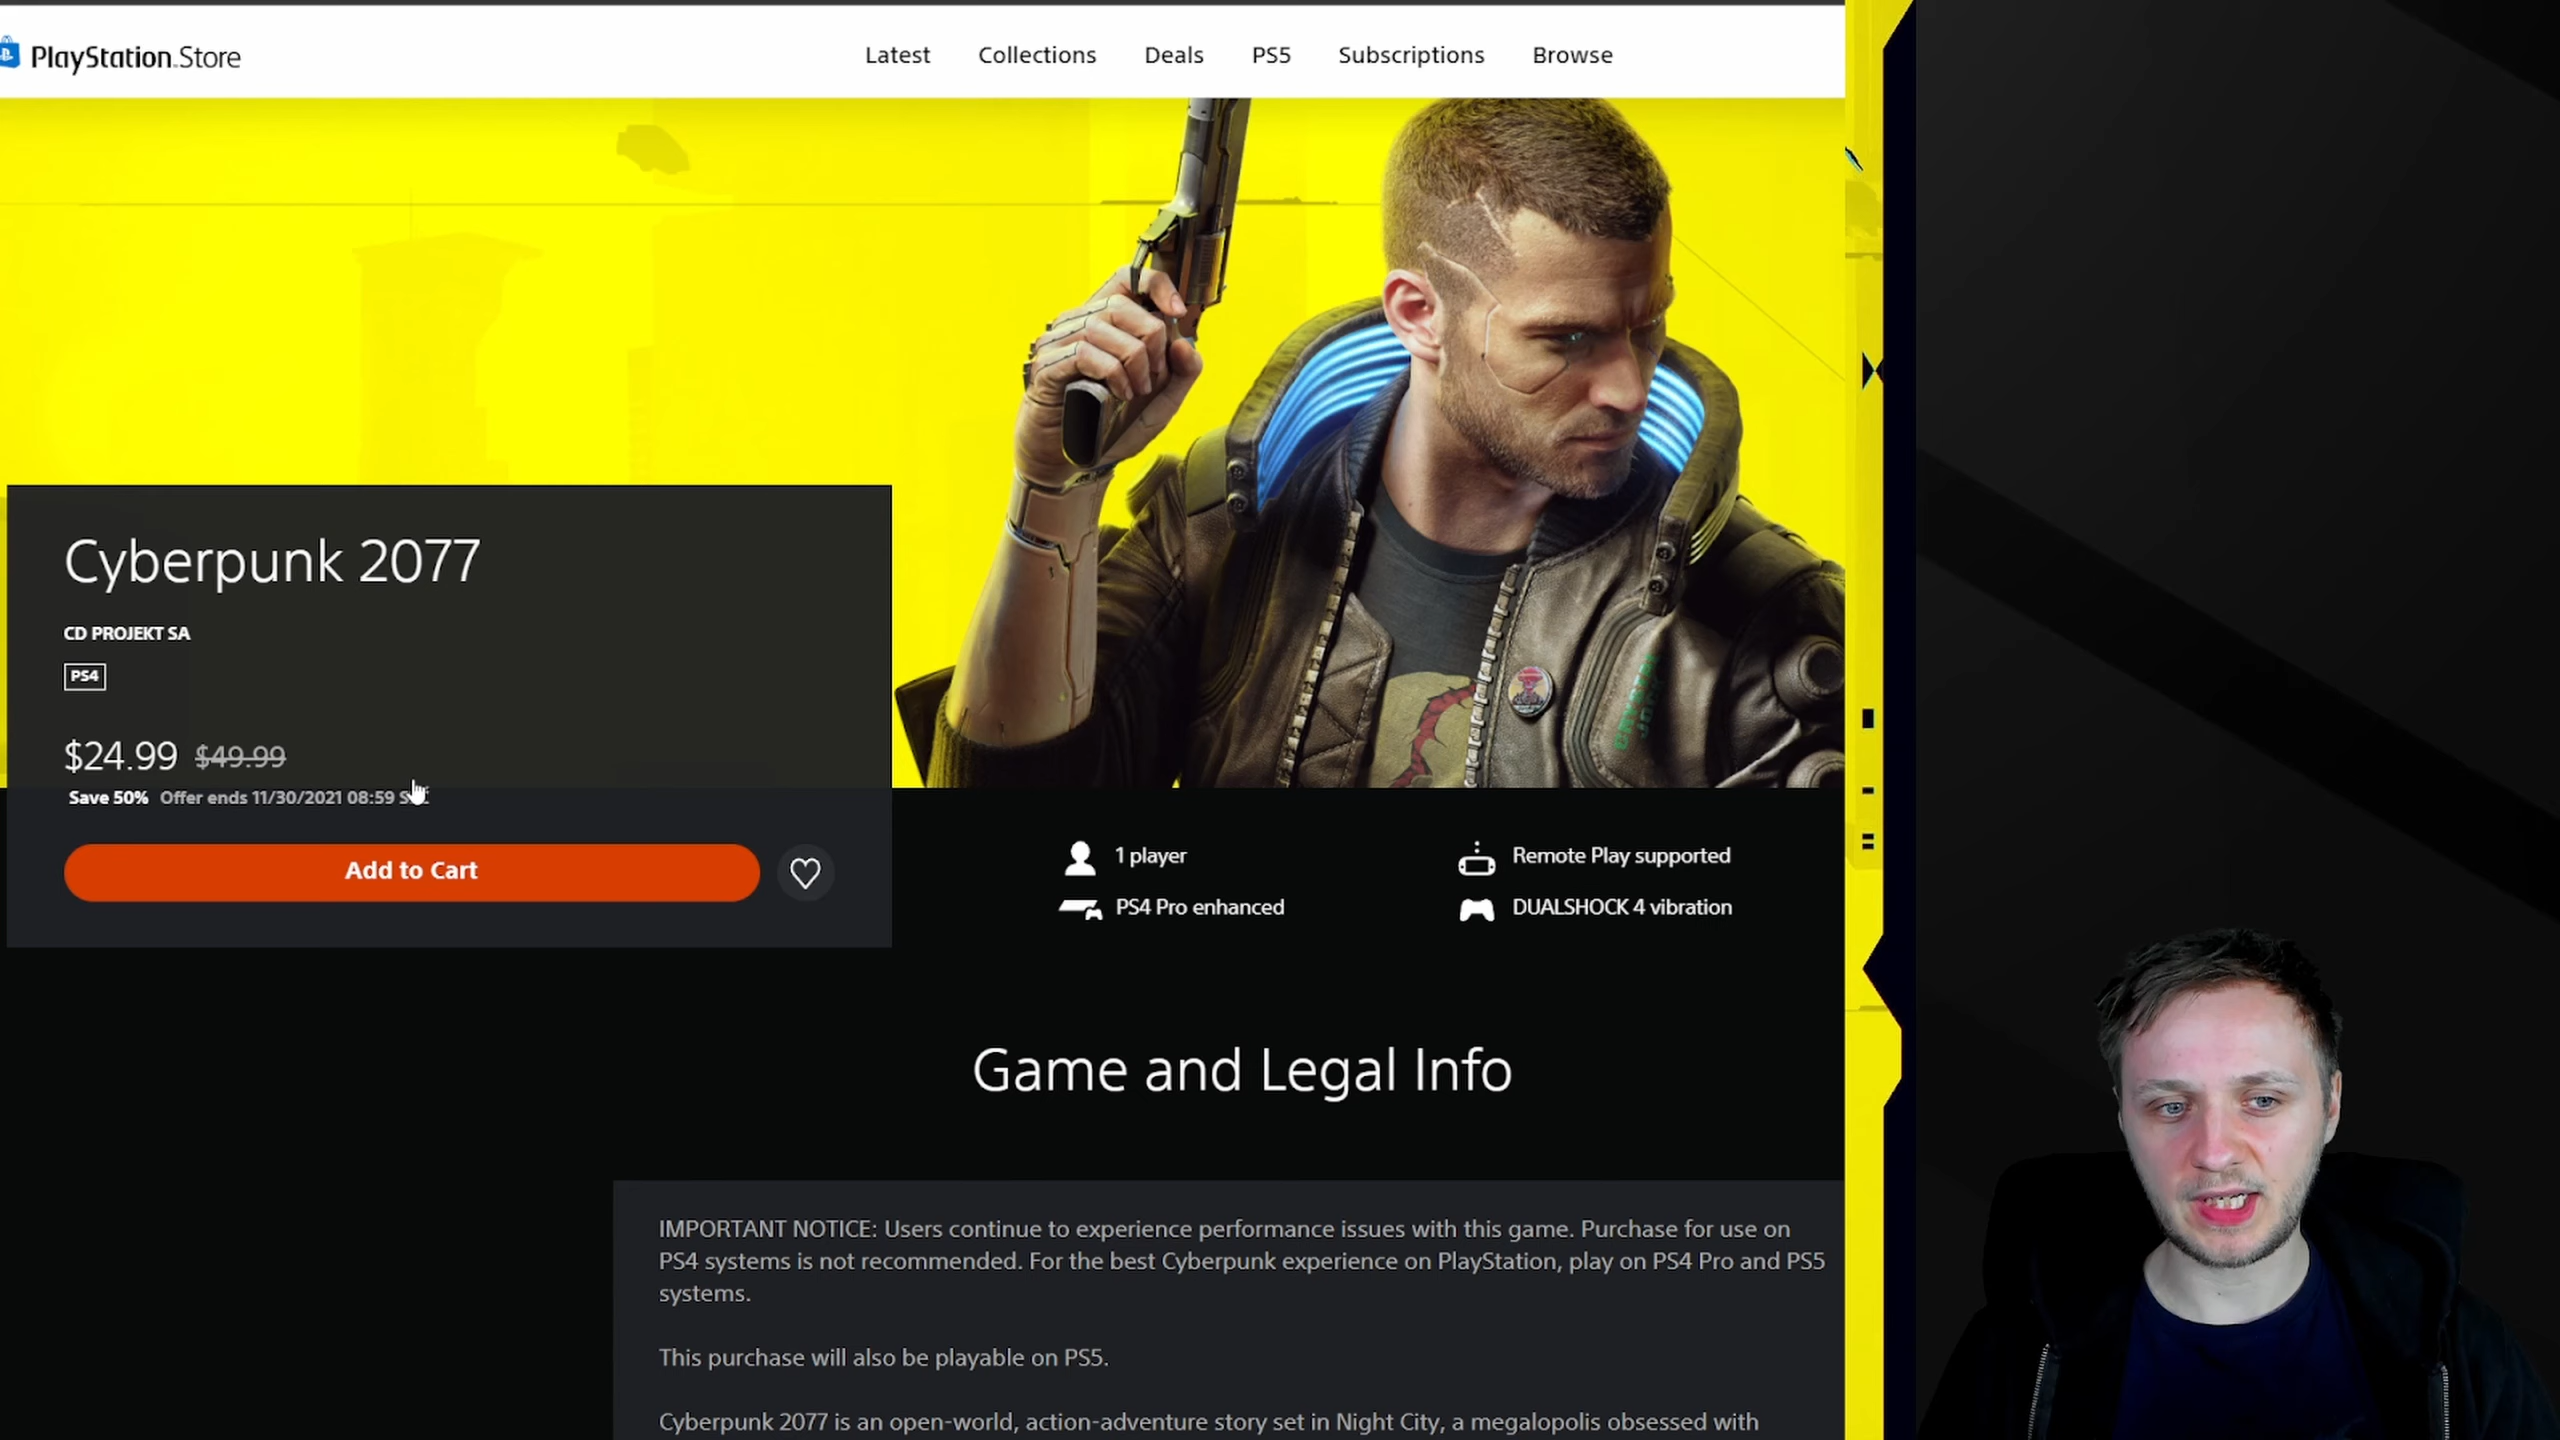 PlayStation Store
Latest Collections Deals PS5 Subscriptions Browse
Cyberpunk 2077
CD PROJEKT SA
PS4
$24.99 $49.99
Save 50% Offer ends 11/30/2021 08:59
Add to Cart
1 player
Remote Play supported
PS4 Pro enhanced
DUALSHOCK 4 vibration
Game and Legal Info
IMPORTANT NOTICE: Users continue to experience performance issues with this game. Purchase for use on
PS4 systems is not recommended. For the best Cyberpunk experience on PlayStation, play on PS4 Pro and PS5
systems.
This purchase will also be playable on PS5.
Cyberpunk 2077 is an open-world, action-adventure story set in Night City, a megalopolis obsessed with